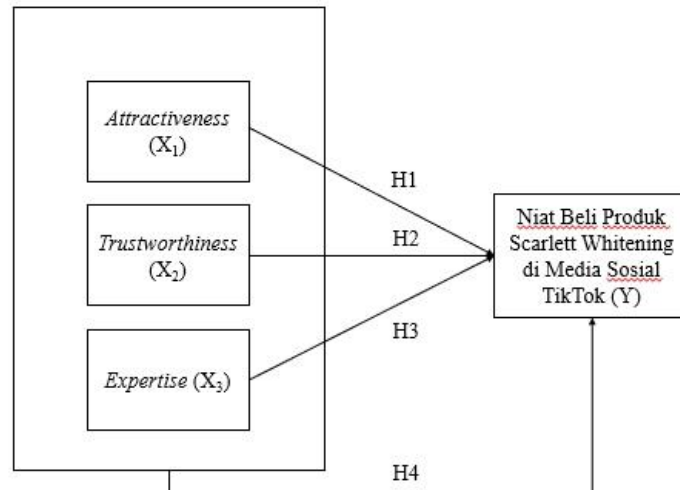 Attractiveness
(X₁)
H1
Trustworthiness
(X₂)
H2
Niat Beli Produk
Scarlett Whitening
di Media Sosial
TikTok (Y)
Expertise (X₃)
H3
H4